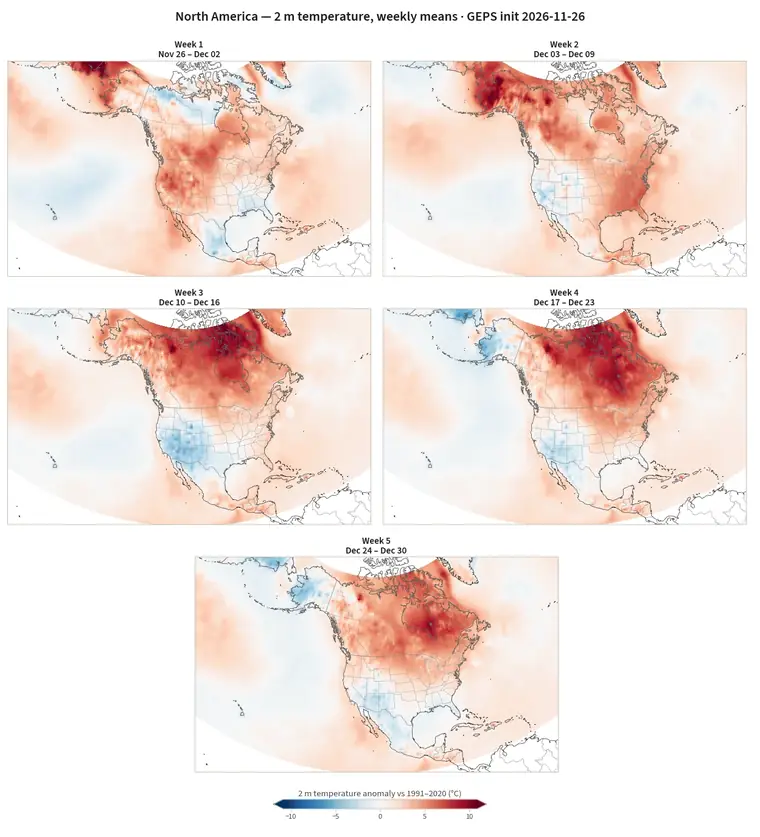 North America — 2 m temperature, weekly means · GEPS init 2026-11-26
Week 1
Nov 26 – Dec 02
Week 2
Dec 03 – Dec 09
Week 3
Dec 10 – Dec 16
Week 4
Dec 17 – Dec 23
Week 5
Dec 24 – Dec 30
2 m temperature anomaly vs 1991–2020 (°C)
−10 −5 0 5 10